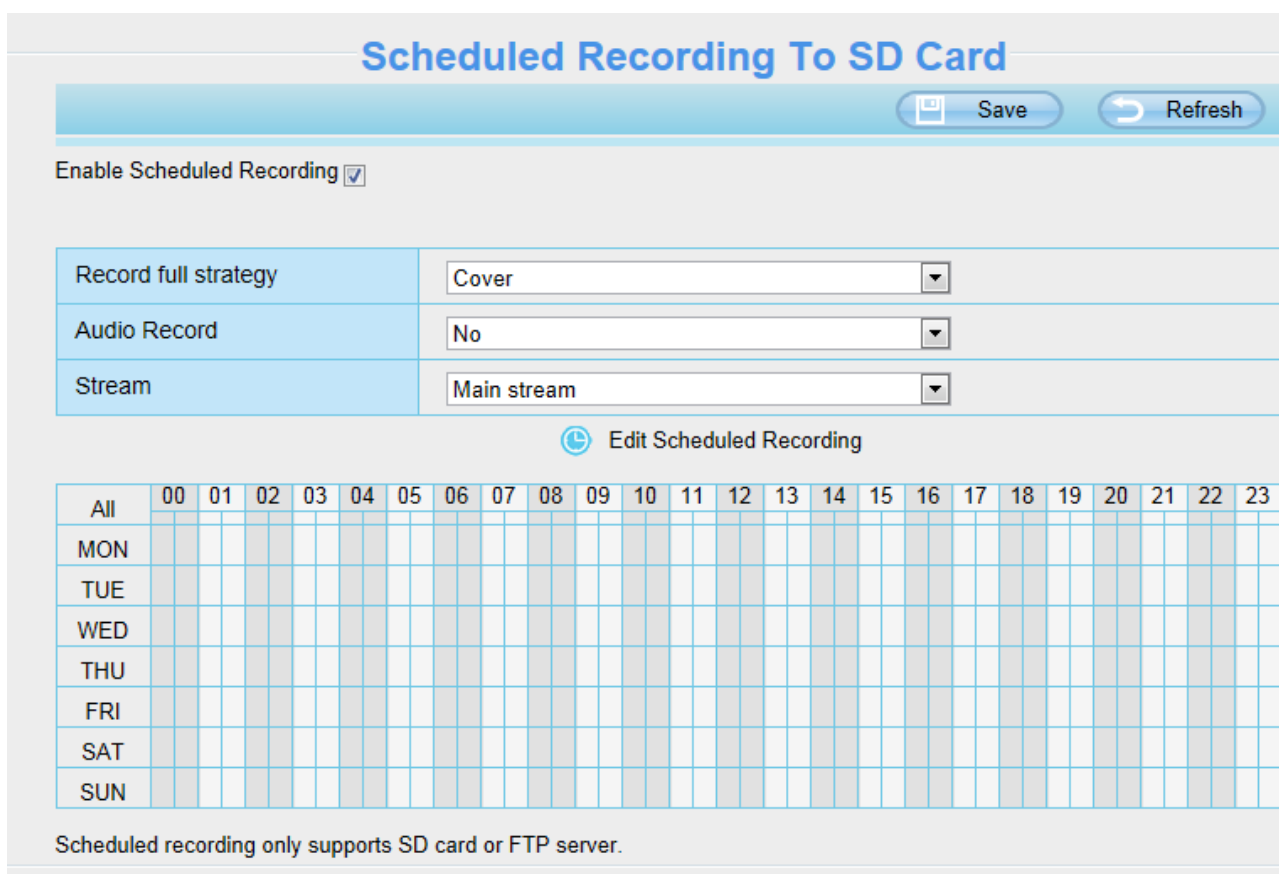 Scheduled Recording To SD Card
Save Refresh
Enable Scheduled Recording
Record full strategy Cover
Audio Record No
Stream Main stream
Edit Scheduled Recording
All 00 01 02 03 04 05 06 07 08 09 10 11 12 13 14 15 16 17 18 19 20 21 22 23
MON
TUE
WED
THU
FRI
SAT
SUN
Scheduled recording only supports SD card or FTP server.